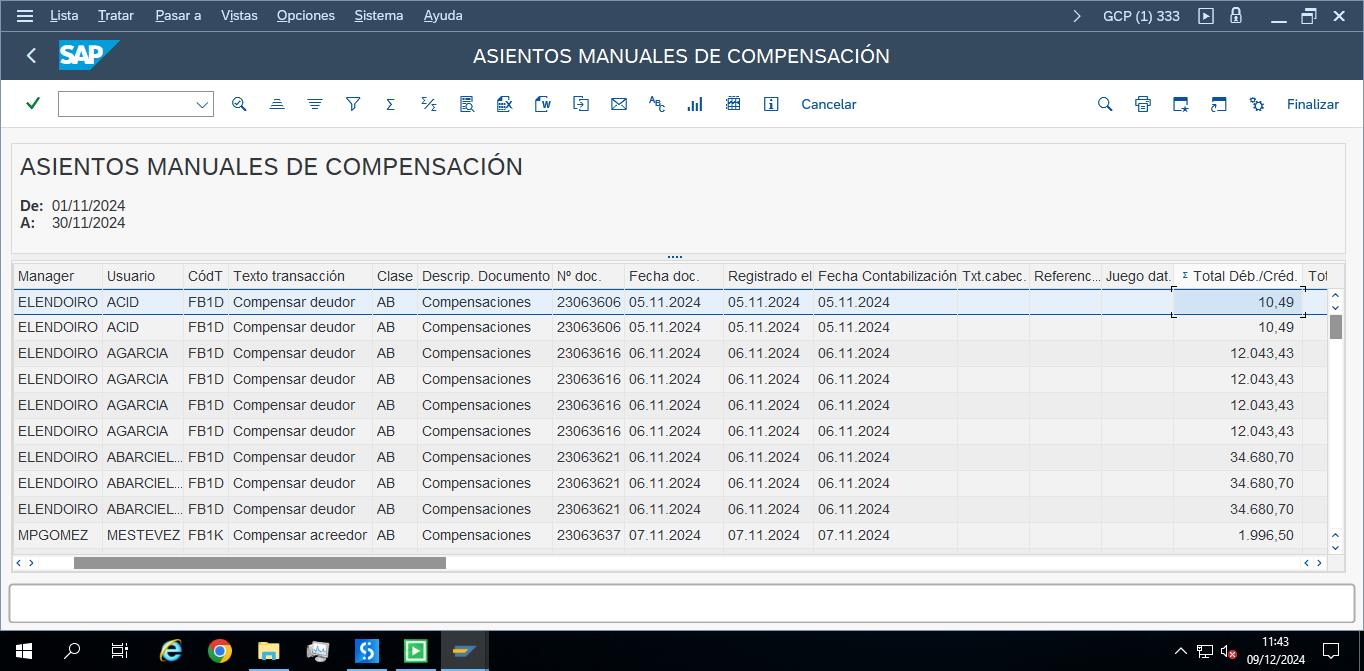 Lista Tratar Pasar a Vistas Opciones Sistema Ayuda GCP (1) 333
SAP ASIENTOS MANUALES DE COMPENSACIÓN
Cancelar Finalizar
ASIENTOS MANUALES DE COMPENSACIÓN
De: 01/11/2024
A: 30/11/2024
Manager Usuario CódT Texto transacción Clase Descrip. Documento Nº doc. Fecha doc. Registrado el Fecha Contabilización Txt.cabec. Referenc... Juego dat. Σ Total Déb./Créd. Tot
ELENDOIRO ACID FB1D Compensar deudor AB Compensaciones 23063606 05.11.2024 05.11.2024 05.11.2024 10,49
ELENDOIRO ACID FB1D Compensar deudor AB Compensaciones 23063606 05.11.2024 05.11.2024 05.11.2024 10,49
ELENDOIRO AGARCIA FB1D Compensar deudor AB Compensaciones 23063616 06.11.2024 06.11.2024 06.11.2024 12.043,43
ELENDOIRO AGARCIA FB1D Compensar deudor AB Compensaciones 23063616 06.11.2024 06.11.2024 06.11.2024 12.043,43
ELENDOIRO AGARCIA FB1D Compensar deudor AB Compensaciones 23063616 06.11.2024 06.11.2024 06.11.2024 12.043,43
ELENDOIRO AGARCIA FB1D Compensar deudor AB Compensaciones 23063616 06.11.2024 06.11.2024 06.11.2024 12.043,43
ELENDOIRO ABARCIEL... FB1D Compensar deudor AB Compensaciones 23063621 06.11.2024 06.11.2024 06.11.2024 34.680,70
ELENDOIRO ABARCIEL... FB1D Compensar deudor AB Compensaciones 23063621 06.11.2024 06.11.2024 06.11.2024 34.680,70
ELENDOIRO ABARCIEL... FB1D Compensar deudor AB Compensaciones 23063621 06.11.2024 06.11.2024 06.11.2024 34.680,70
MPGOMEZ MESTEVEZ FB1K Compensar acreedor AB Compensaciones 23063637 07.11.2024 07.11.2024 07.11.2024 1.996,50
11:43
09/12/2024